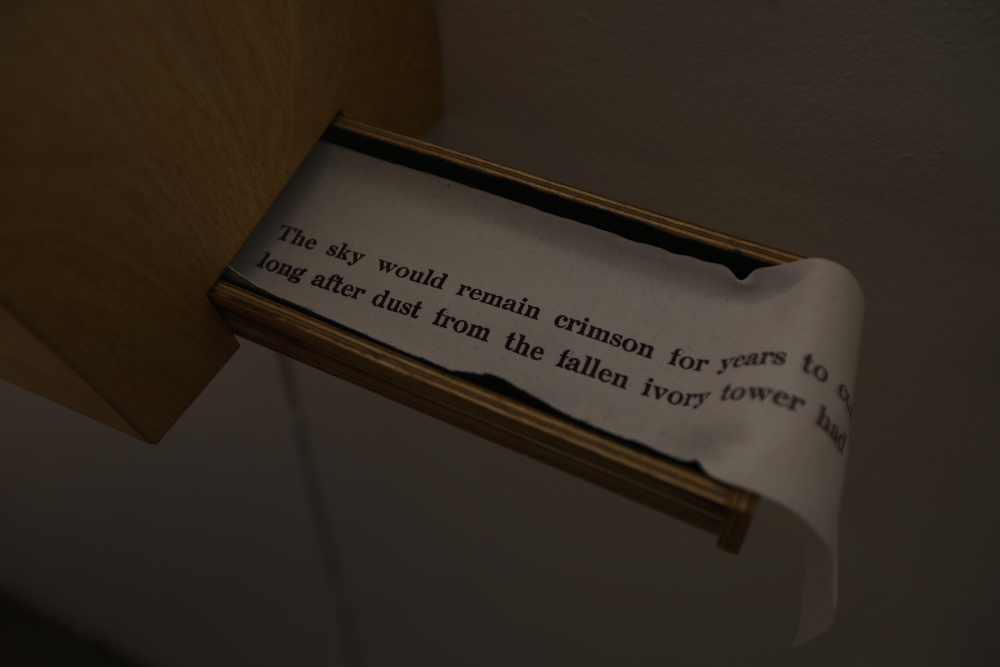 The sky would remain crimson for years to
long after dust from the fallen ivory tower had